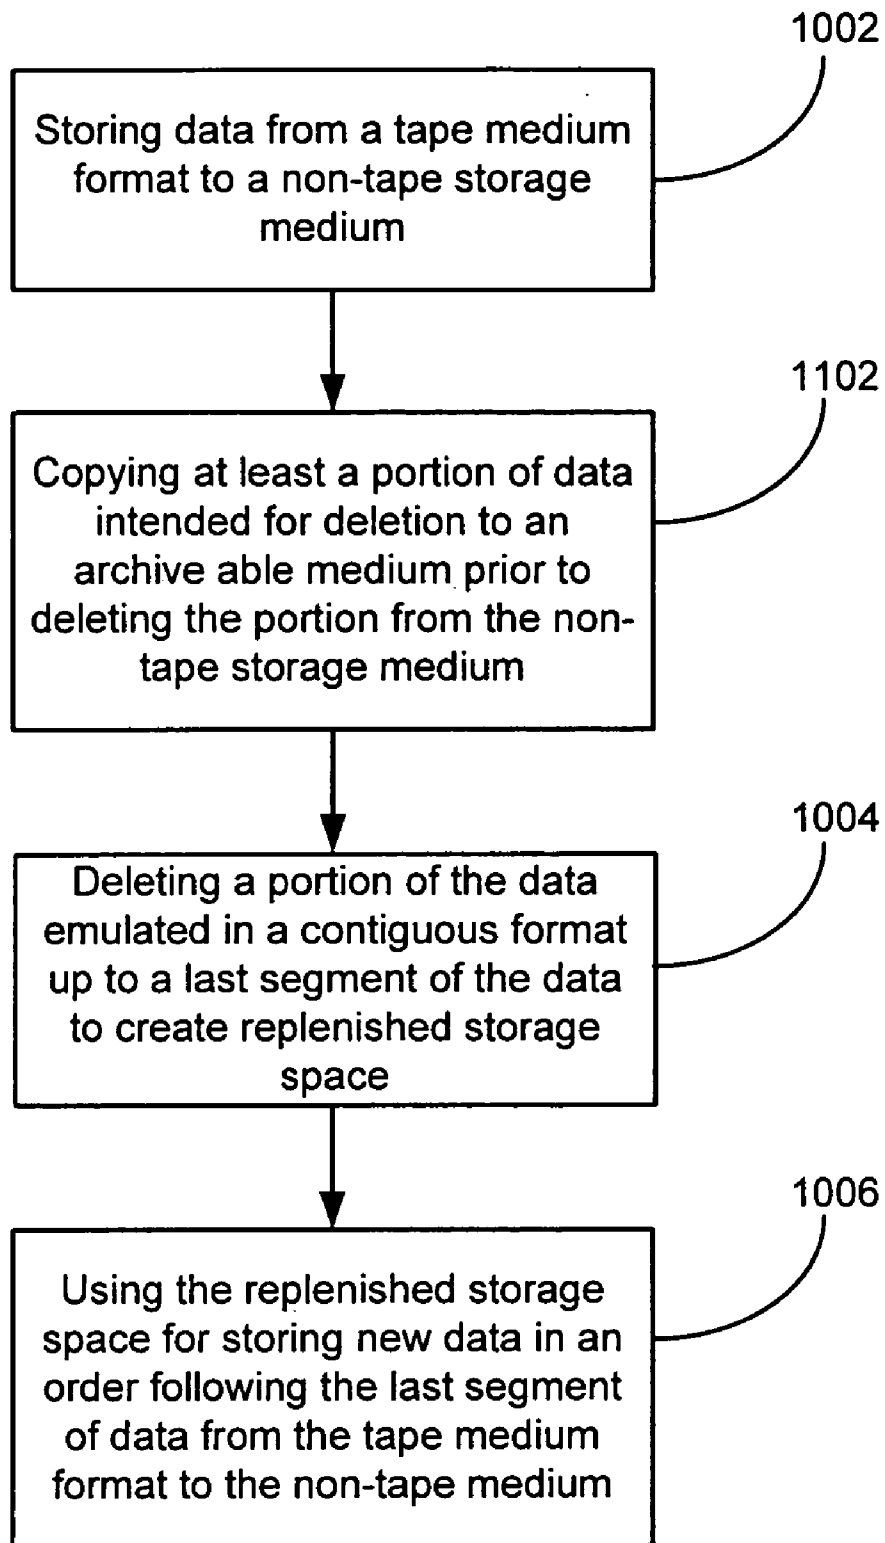 1002
Storing data from a tape medium
format to a non-tape storage
medium
1102
Copying at least a portion of data
intended for deletion to an
archive able medium prior to
deleting the portion from the non-
tape storage medium
1004
Deleting a portion of the data
emulated in a contiguous format
up to a last segment of the data
to create replenished storage
space
1006
Using the replenished storage
space for storing new data in an
order following the last segment
of data from the tape medium
format to the non-tape medium